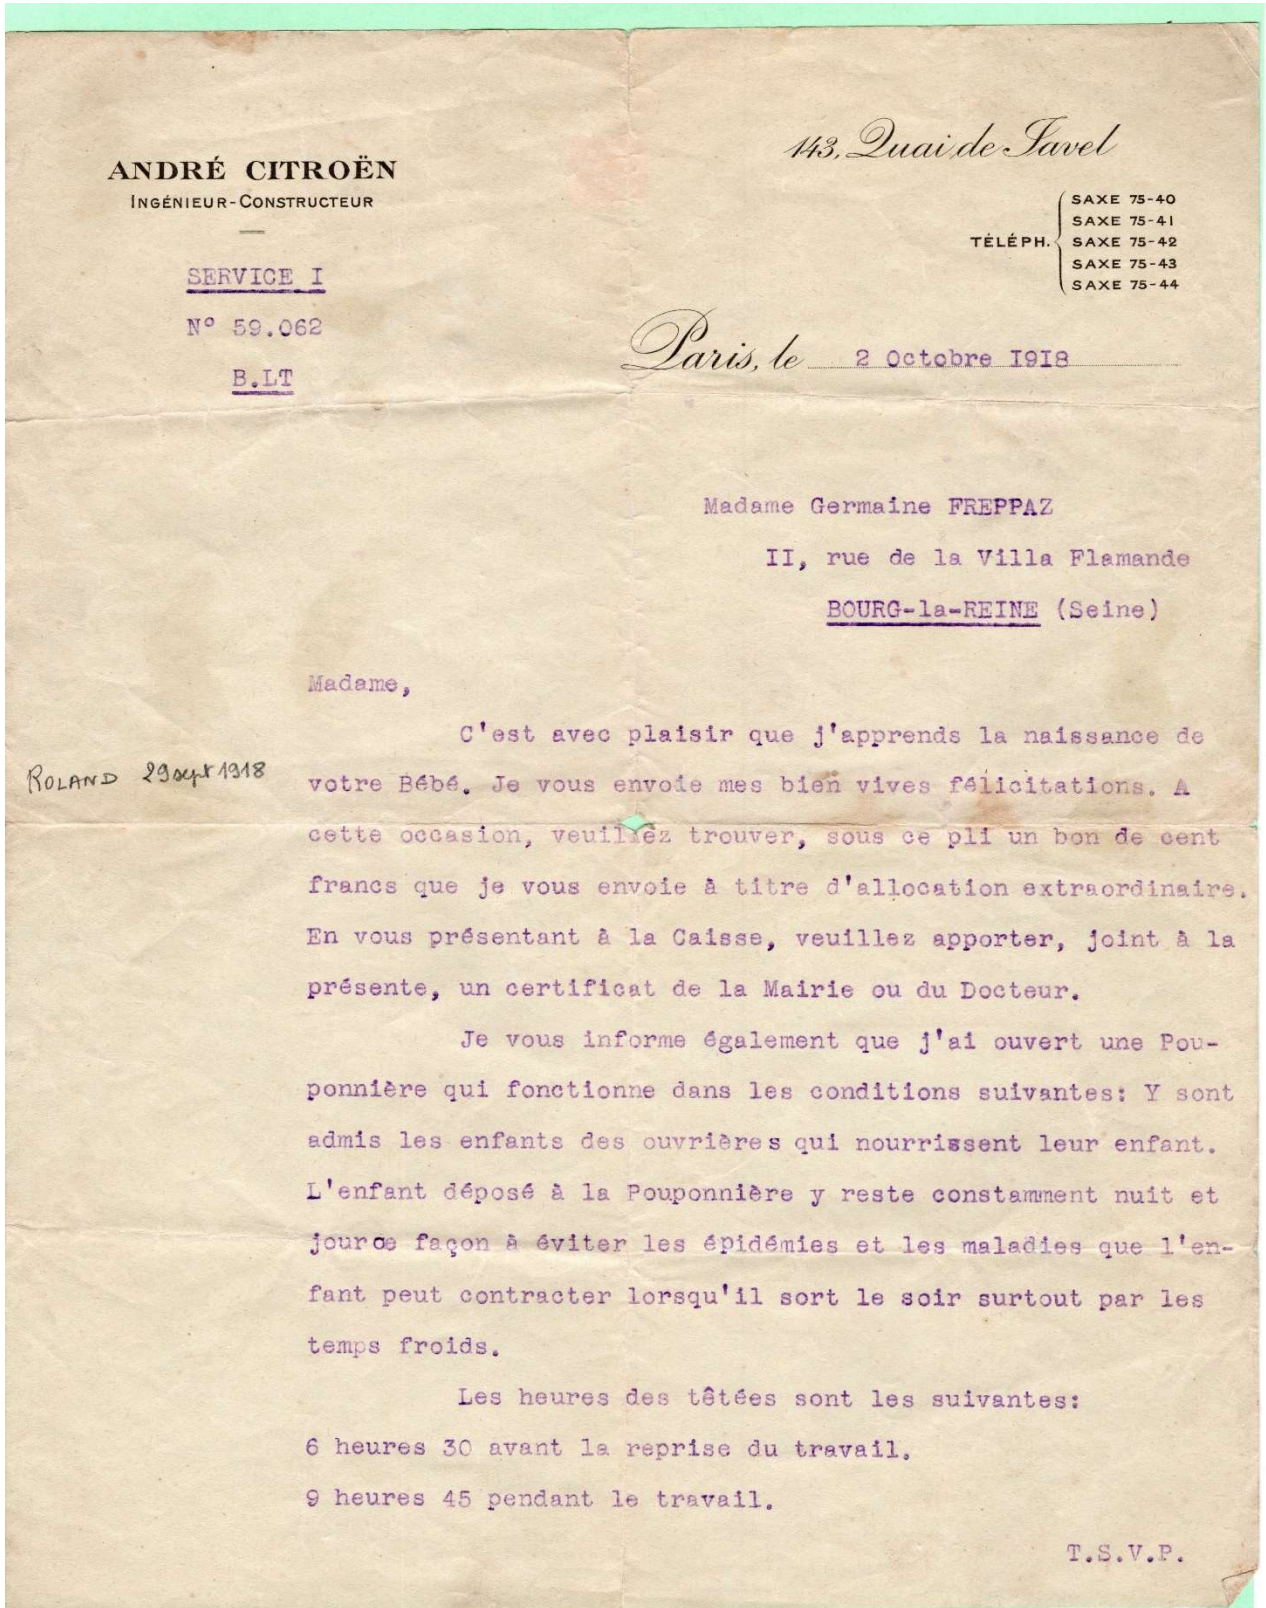 ANDRÉ CITROËN
INGÉNIEUR-CONSTRUCTEUR
SERVICE I
N° 59.062
B.LT
143, Quai de Javel
TÉLÉPH.
SAXE 75-40
SAXE 75-41
SAXE 75-42
SAXE 75-43
SAXE 75-44
Paris, le 2 Octobre I9I8
Madame Germaine FREPPAZ
II, rue de la Villa Flamande
BOURG-la-REINE (Seine)
Madame,
C'est avec plaisir que j'apprends la naissance de
ROLAND 29 sept 1918
votre Bébé. Je vous envoie mes bien vives félicitations. A
cette occasion, veuillez trouver, sous ce pli un bon de cent
francs que je vous envoie à titre d'allocation extraordinaire.
En vous présentant à la Caisse, veuillez apporter, joint à la
présente, un certificat de la Mairie ou du Docteur.
Je vous informe également que j'ai ouvert une Pou-
ponnière qui fonctionne dans les conditions suivantes: Y sont
admis les enfants des ouvrières qui nourrissent leur enfant.
L'enfant déposé à la Pouponnière y reste constamment nuit et
jour façon à éviter les épidémies et les maladies que l'en-
fant peut contracter lorsqu'il sort le soir surtout par les
temps froids.
Les heures des têtées sont les suivantes:
6 heures 30 avant la reprise du travail.
9 heures 45 pendant le travail.
T.S.V.P.